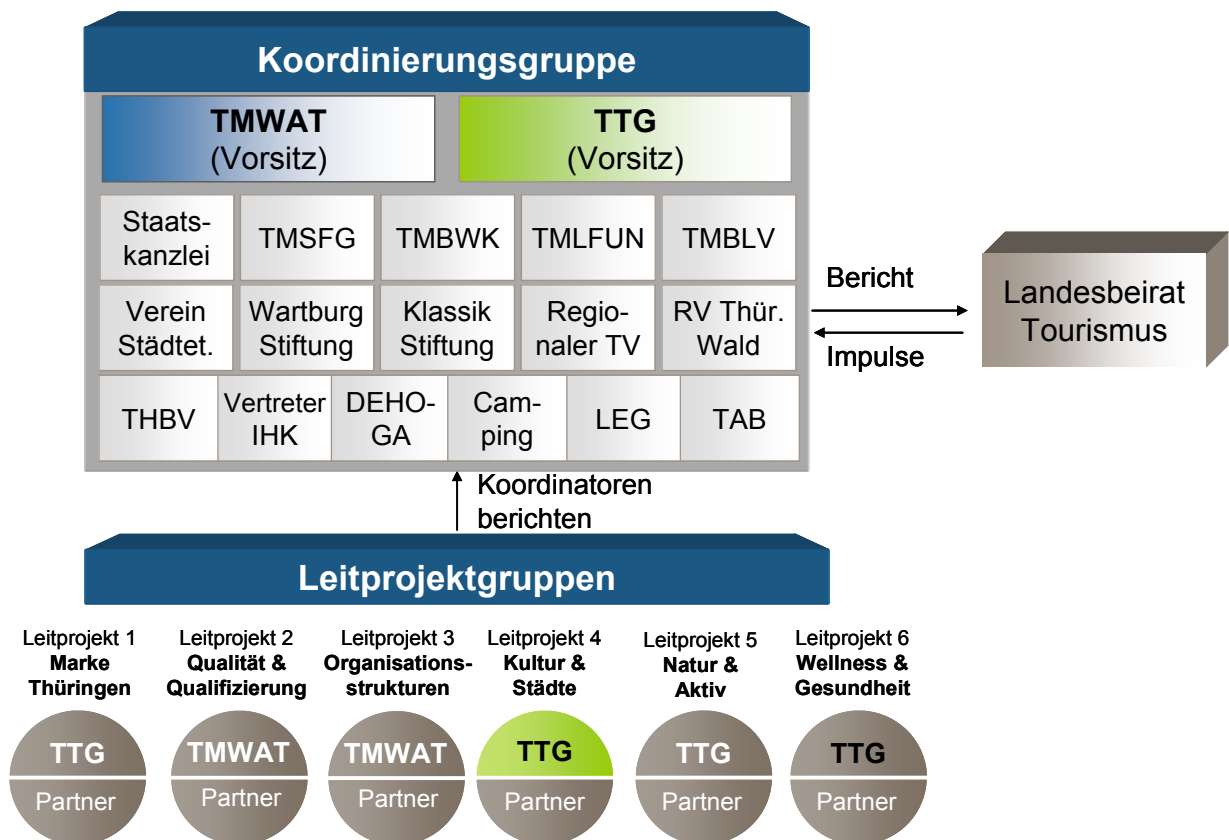 Koordinierungsgruppe
TMWAT
(Vorsitz)
TTG
(Vorsitz)
Staats-
kanzlei
TMSFG
TMBWK
TMLFUN
TMBLV
Verein
Städtet.
Wartburg
Stiftung
Klassik
Stiftung
Regio-
naler TV
RV Thür.
Wald
THBV
Vertreter
IHK
DEHO-
GA
Cam-
ping
LEG
TAB
Bericht
Impulse
Landesbeirat
Tourismus
Koordinatoren
berichten
Leitprojektgruppen
Leitprojekt 1
Marke
Thüringen
Leitprojekt 2
Qualität &
Qualifizierung
Leitprojekt 3
Organisations-
strukturen
Leitprojekt 4
Kultur &
Städte
Leitprojekt 5
Natur &
Aktiv
Leitprojekt 6
Wellness &
Gesundheit
TTG
Partner
TMWAT
Partner
TMWAT
Partner
TTG
Partner
TTG
Partner
TTG
Partner